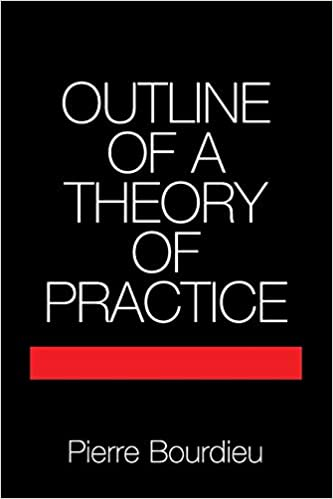 OUTLINE
OF A
THEORY
OF
PRACTICE
Pierre Bourdieu